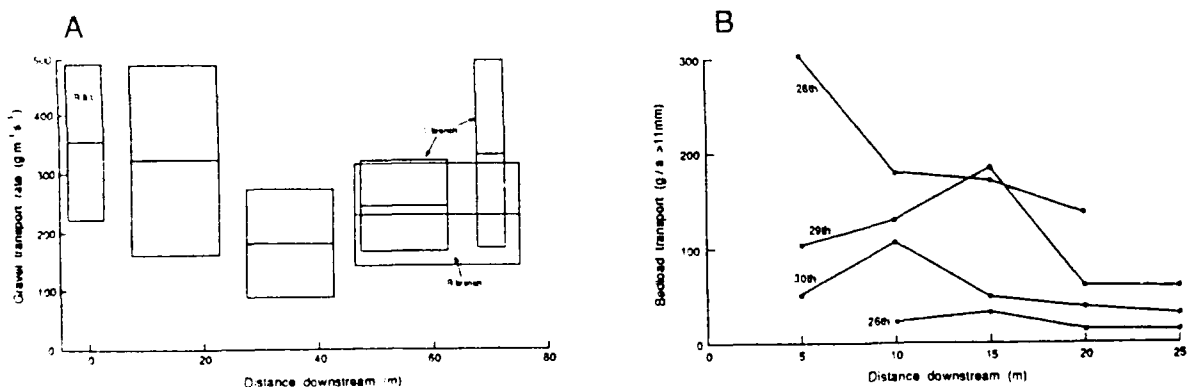 A
Gravel transport rate (g m⁻¹ s⁻¹)
500
400
300
200
100
0
branch
R branch
0
20
40
60
80
Distance downstream (m)
B
Bedload transport (g/s >11mm)
300
200
100
0
28th
29th
30th
26th
0
5
10
15
20
25
Distance downstream (m)